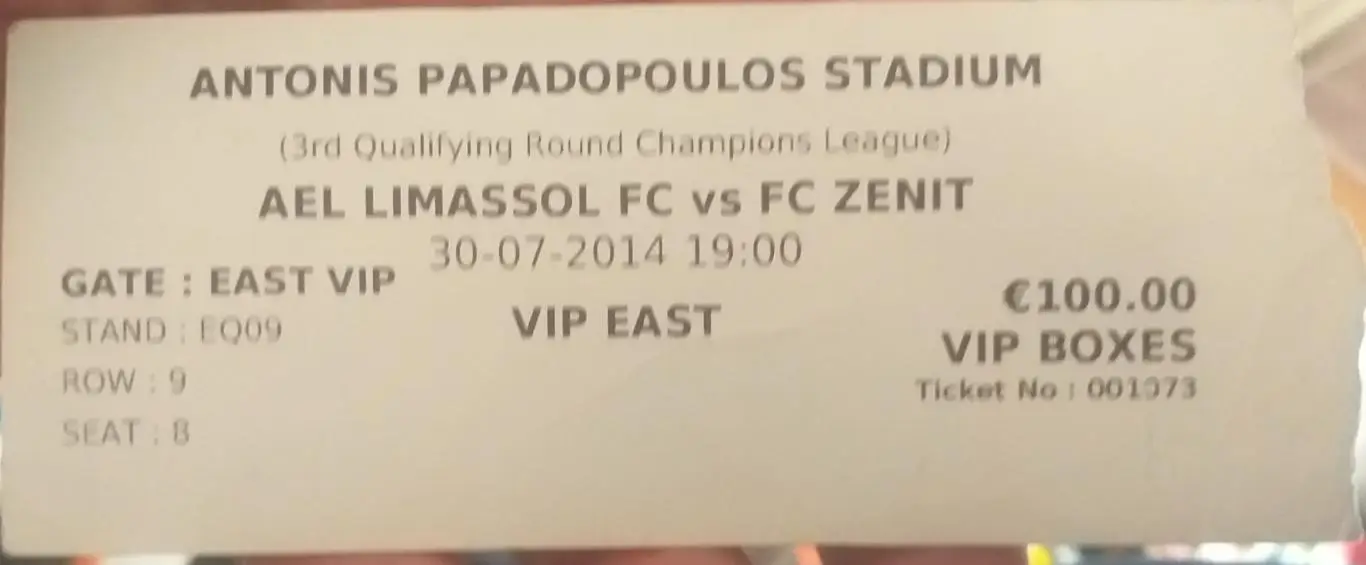 ANTONIS PAPADOPOULOS STADIUM
(3rd Qualifying Round Champions League)
AEL LIMASSOL FC vs FC ZENIT
30-07-2014 19:00
GATE : EAST VIP
STAND : EQ09
ROW : 9
SEAT : 8
VIP EAST
€100.00
VIP BOXES
Ticket No :